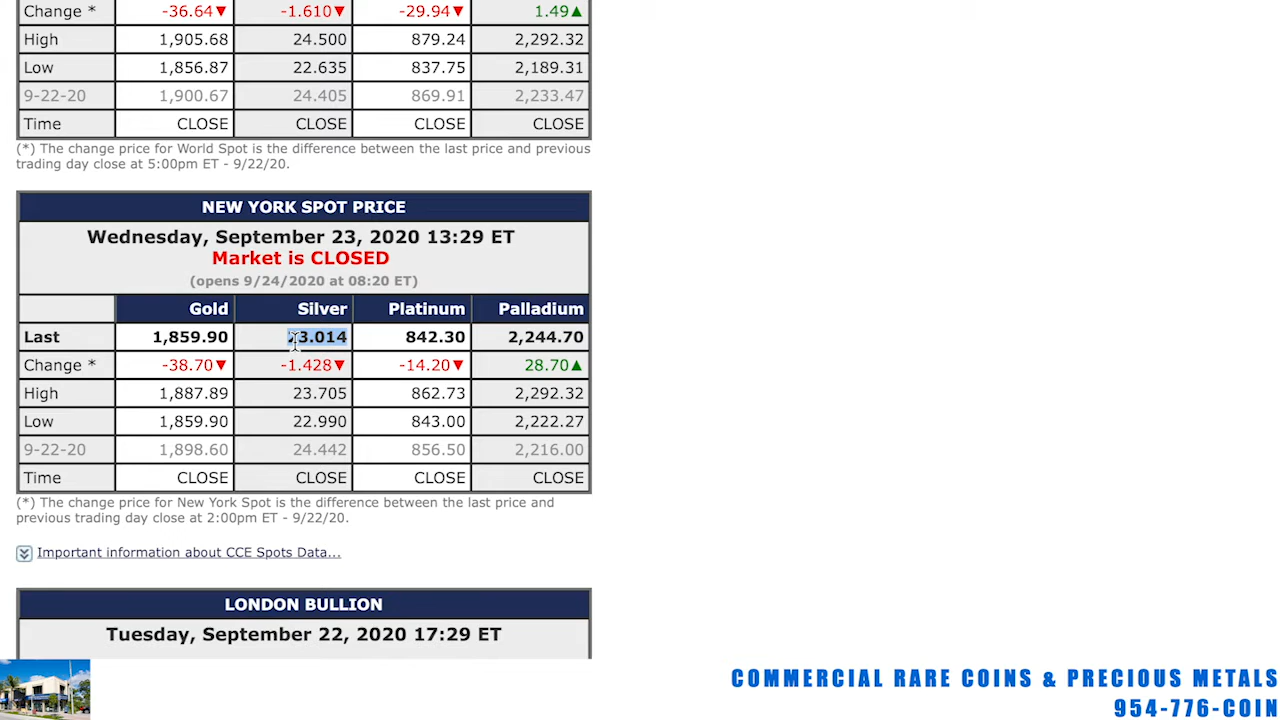 Change * -36.64▼ -1.610▼ -29.94▼ 1.49▲
High 1,905.68 24.500 879.24 2,292.32
Low 1,856.87 22.635 837.75 2,189.31
9-22-20 1,900.67 24.405 869.91 2,233.47
Time CLOSE CLOSE CLOSE CLOSE
(*) The change price for World Spot is the difference between the last price and previous
trading day close at 5:00pm ET - 9/22/20.
NEW YORK SPOT PRICE
Wednesday, September 23, 2020 13:29 ET
Market is CLOSED
(opens 9/24/2020 at 08:20 ET)
Gold Silver Platinum Palladium
Last 1,859.90 23.014 842.30 2,244.70
Change * -38.70▼ -1.428▼ -14.20▼ 28.70▲
High 1,887.89 23.705 862.73 2,292.32
Low 1,859.90 22.990 843.00 2,222.27
9-22-20 1,898.60 24.442 856.50 2,216.00
Time CLOSE CLOSE CLOSE CLOSE
(*) The change price for New York Spot is the difference between the last price and
previous trading day close at 2:00pm ET - 9/22/20.
Important information about CCE Spots Data...
LONDON BULLION
Tuesday, September 22, 2020 17:29 ET
COMMERCIAL RARE COINS & PRECIOUS METALS
954-776-COIN